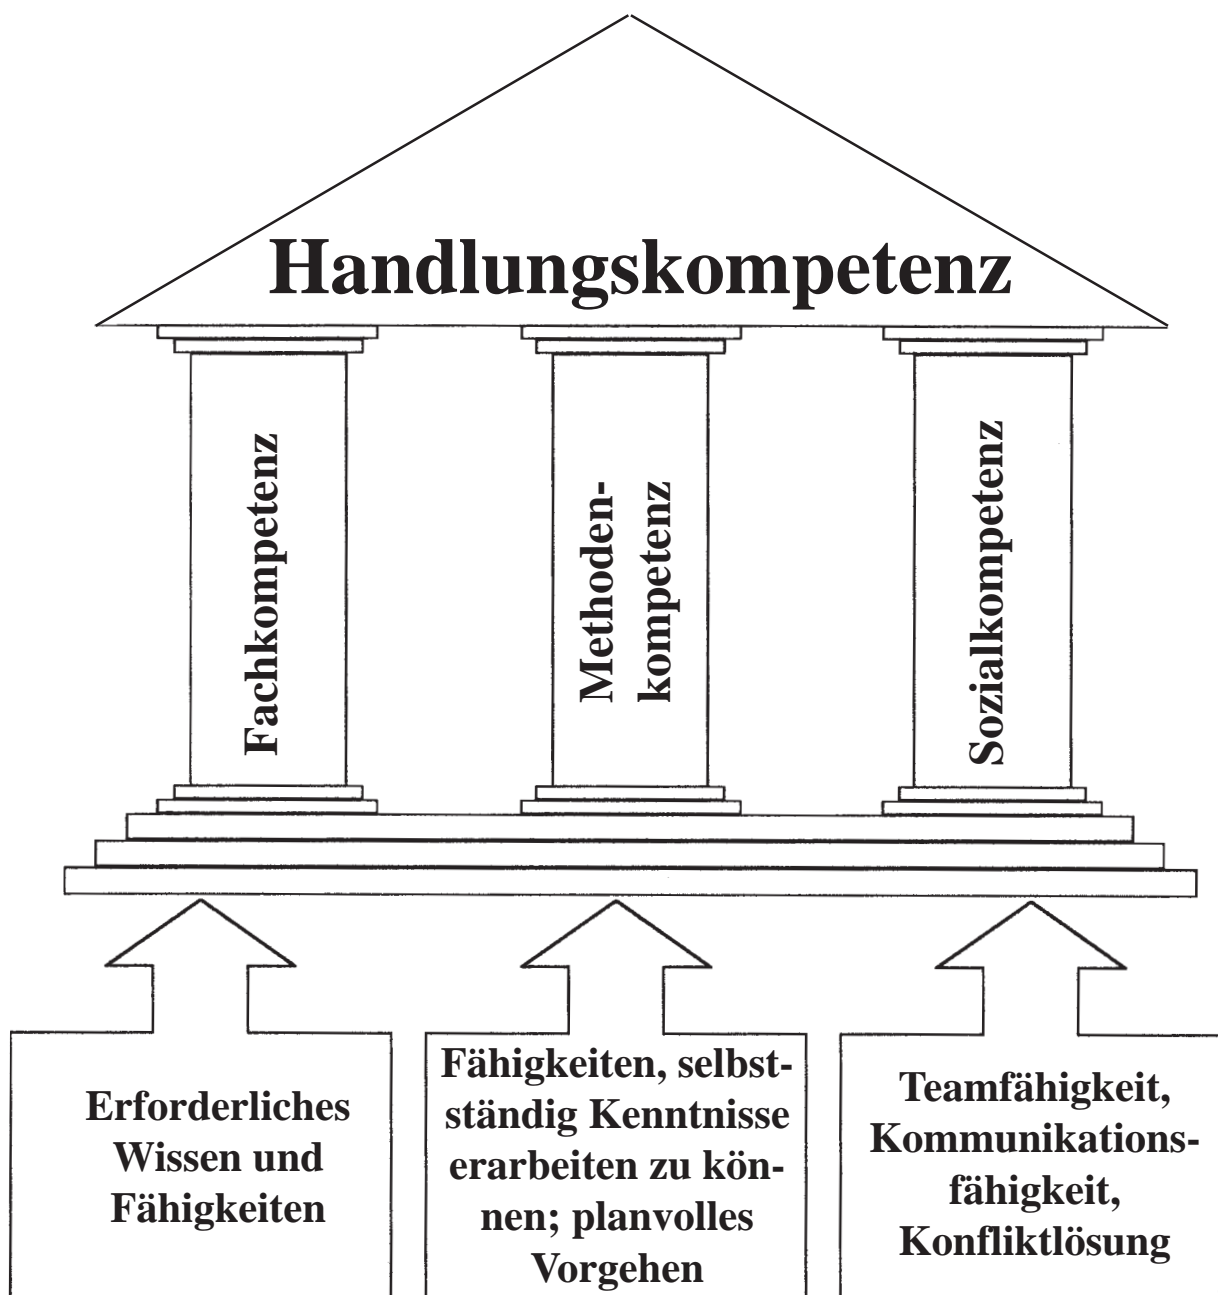 Handlungskompetenz
Fachkompetenz
Methoden-
kompetenz
Sozialkompetenz
Erforderliches
Wissen und
Fähigkeiten
Fähigkeiten, selbst-
ständig Kenntnisse
erarbeiten zu kön-
nen; planvolles
Vorgehen
Teamfähigkeit,
Kommunikations-
fähigkeit,
Konfliktlösung